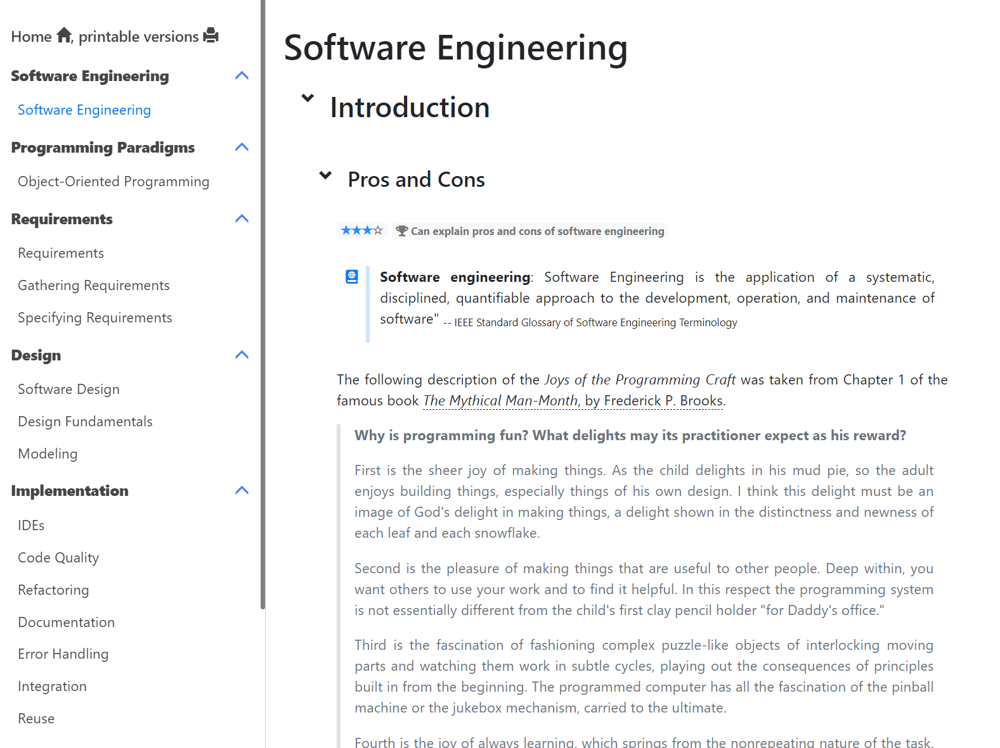 Home , printable versions
Software Engineering
Software Engineering
Programming Paradigms
Object-Oriented Programming
Requirements
Requirements
Gathering Requirements
Specifying Requirements
Design
Software Design
Design Fundamentals
Modeling
Implementation
IDEs
Code Quality
Refactoring
Documentation
Error Handling
Integration
Reuse
Software Engineering
Introduction
Pros and Cons
★★★☆ Can explain pros and cons of software engineering
Software engineering: Software Engineering is the application of a systematic,
disciplined, quantifiable approach to the development, operation, and maintenance of
software" -- IEEE Standard Glossary of Software Engineering Terminology
The following description of the Joys of the Programming Craft was taken from Chapter 1 of the
famous book The Mythical Man-Month, by Frederick P. Brooks.
Why is programming fun? What delights may its practitioner expect as his reward?
First is the sheer joy of making things. As the child delights in his mud pie, so the adult
enjoys building things, especially things of his own design. I think this delight must be an
image of God's delight in making things, a delight shown in the distinctness and newness of
each leaf and each snowflake.
Second is the pleasure of making things that are useful to other people. Deep within, you
want others to use your work and to find it helpful. In this respect the programming system
is not essentially different from the child's first clay pencil holder "for Daddy's office."
Third is the fascination of fashioning complex puzzle-like objects of interlocking moving
parts and watching them work in subtle cycles, playing out the consequences of principles
built in from the beginning. The programmed computer has all the fascination of the pinball
machine or the jukebox mechanism, carried to the ultimate.
Fourth is the joy of always learning, which springs from the nonrepeating nature of the task.